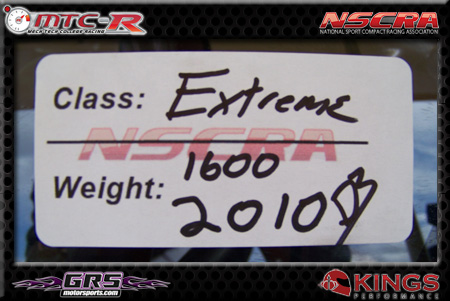 MTC-R
MECH TECH COLLEGE RACING
NSCRA
NATIONAL SPORT COMPACT RACING ASSOCIATION
Class: Extreme
NSCRA
1600
Weight: 2010
GRS
motorsports.com
KINGS
PERFORMANCE